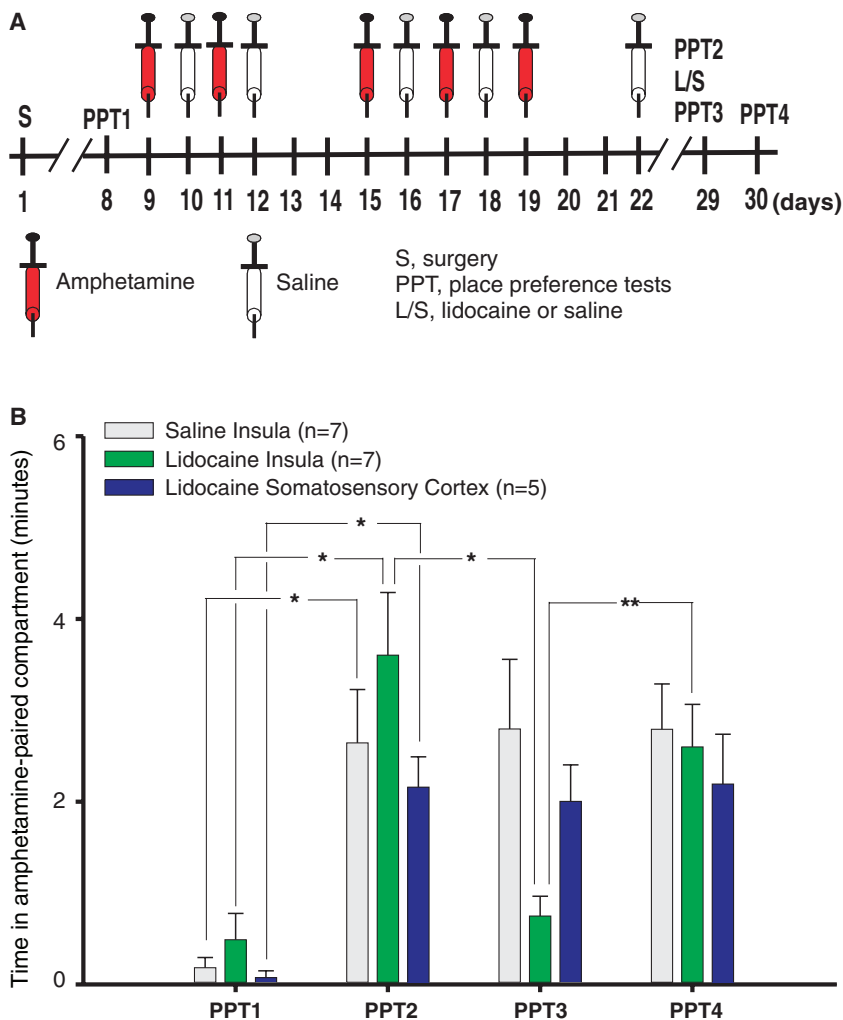 A
S
PPT1
PPT2
L/S
PPT3
PPT4
1 8 9 10 11 12 13 14 15 16 17 18 19 20 21 22 29 30 (days)
Amphetamine
Saline
S, surgery
PPT, place preference tests
L/S, lidocaine or saline
B
Saline Insula (n=7)
Lidocaine Insula (n=7)
Lidocaine Somatosensory Cortex (n=5)
Time in amphetamine-paired compartment (minutes)
6
4
2
0
*
*
*
*
**
PPT1 PPT2 PPT3 PPT4